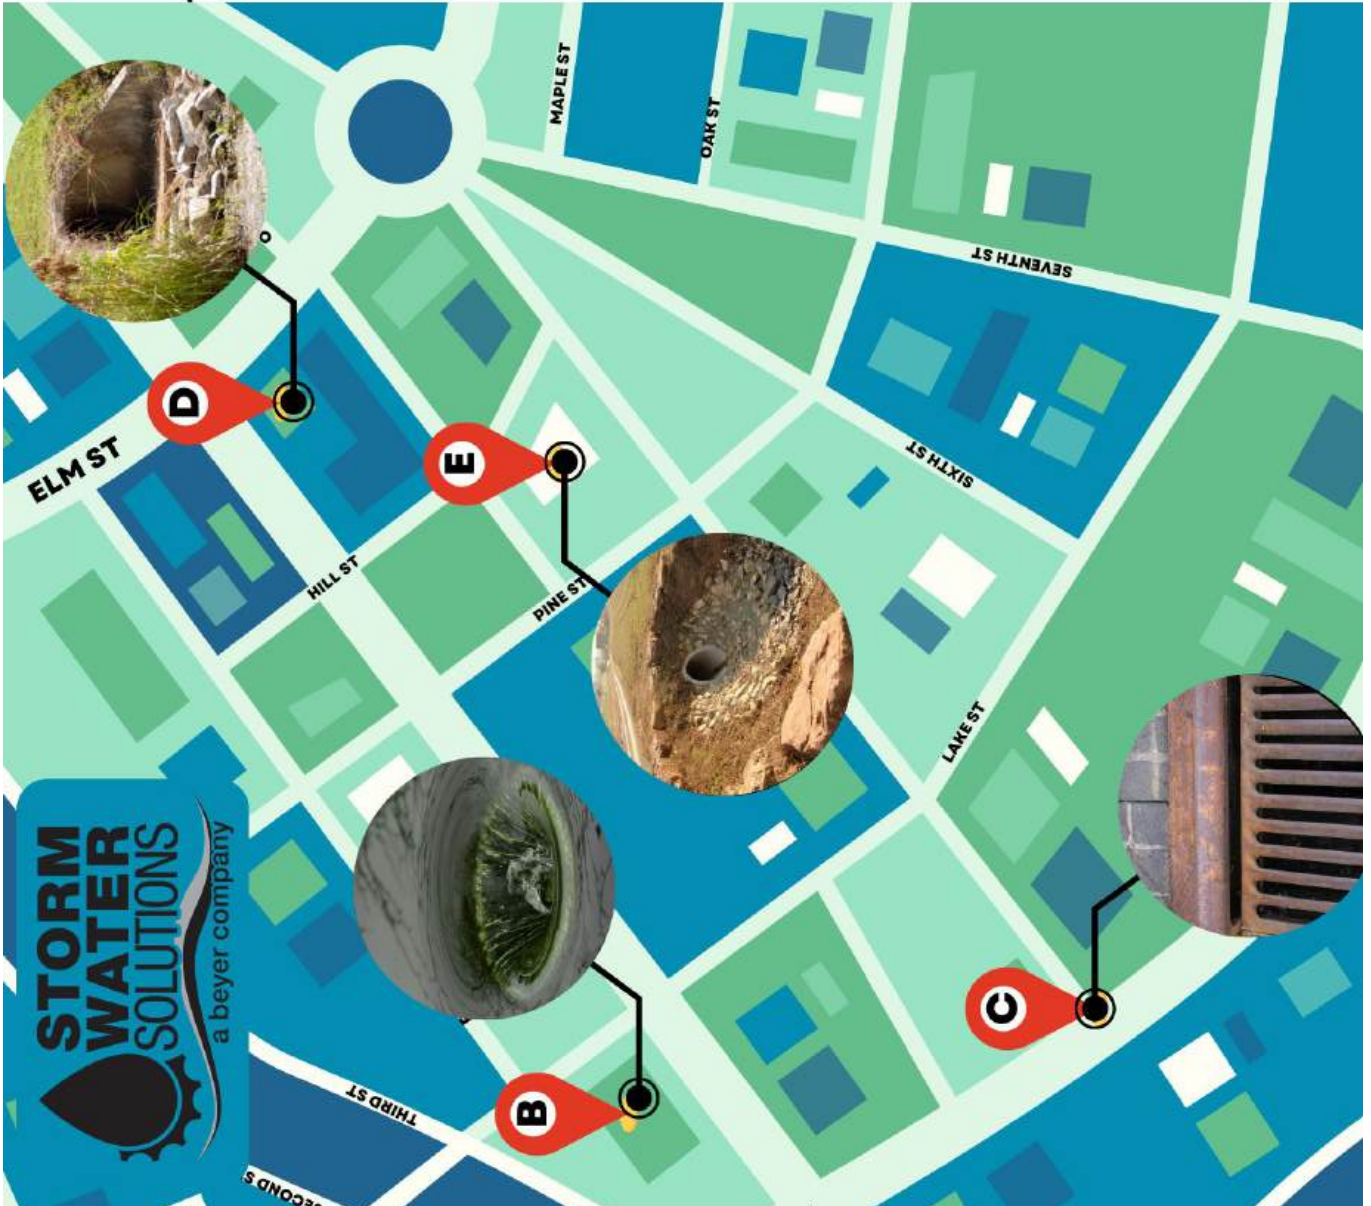 MAPLE ST
OAK ST
SEVENTH ST
D
ELM ST
E
SIXTH ST
HILL ST
PINE ST
LAKE ST
STORM
WATER
SOLUTIONS
a beyer company
C
B
THIRD ST
SECOND S